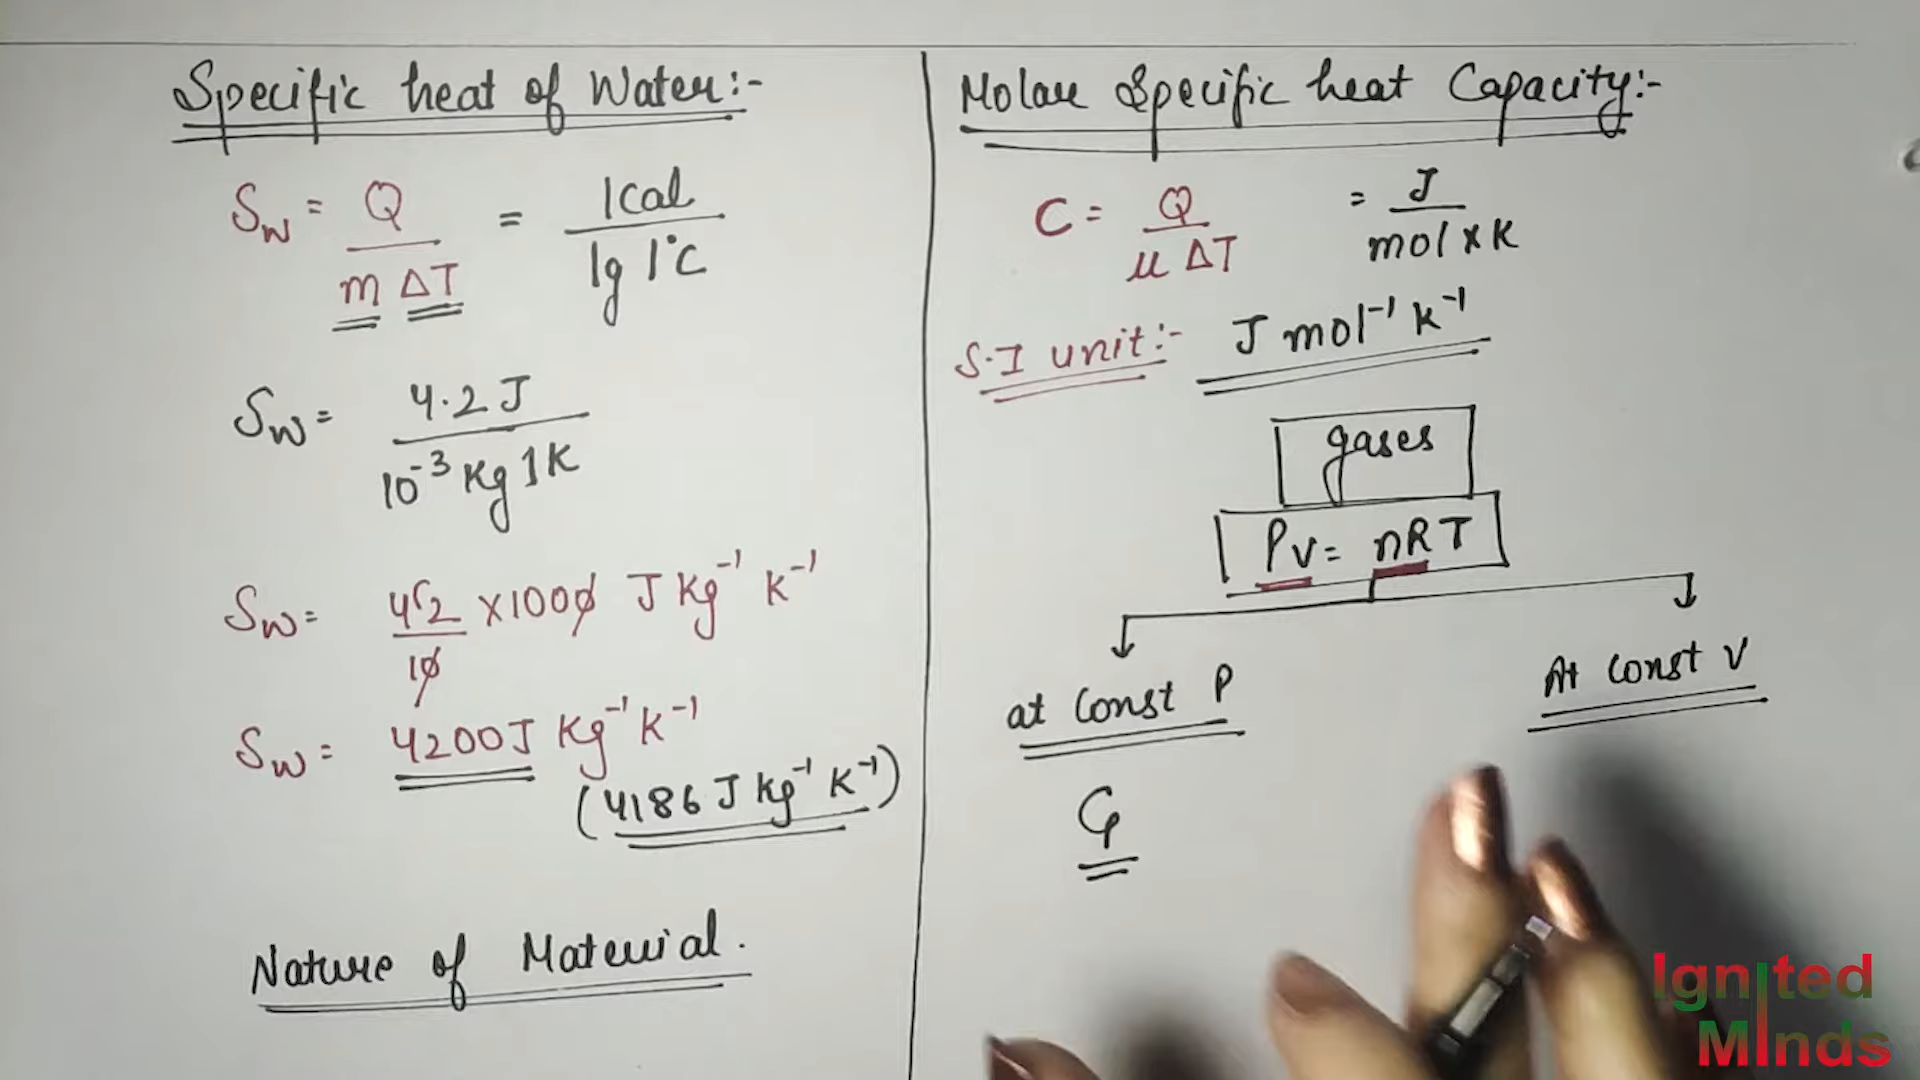 Specific heat of Water:-
Sw = Q / m ΔT = 1 Cal / 1g 1°C
Sw = 4.2 J / 10⁻³ Kg 1K
Sw = 42 / 10 × 1000 J Kg⁻¹ K⁻¹
Sw = 4200 J Kg⁻¹ K⁻¹
(4186 J Kg⁻¹ K⁻¹)
Nature of Material.
Molar Specific heat Capacity:-
C = Q / μ ΔT = J / mol × K
S.I unit:- J mol⁻¹ K⁻¹
gases
PV = nRT
at Const P
At Const V
Cp
Ignited
Minds